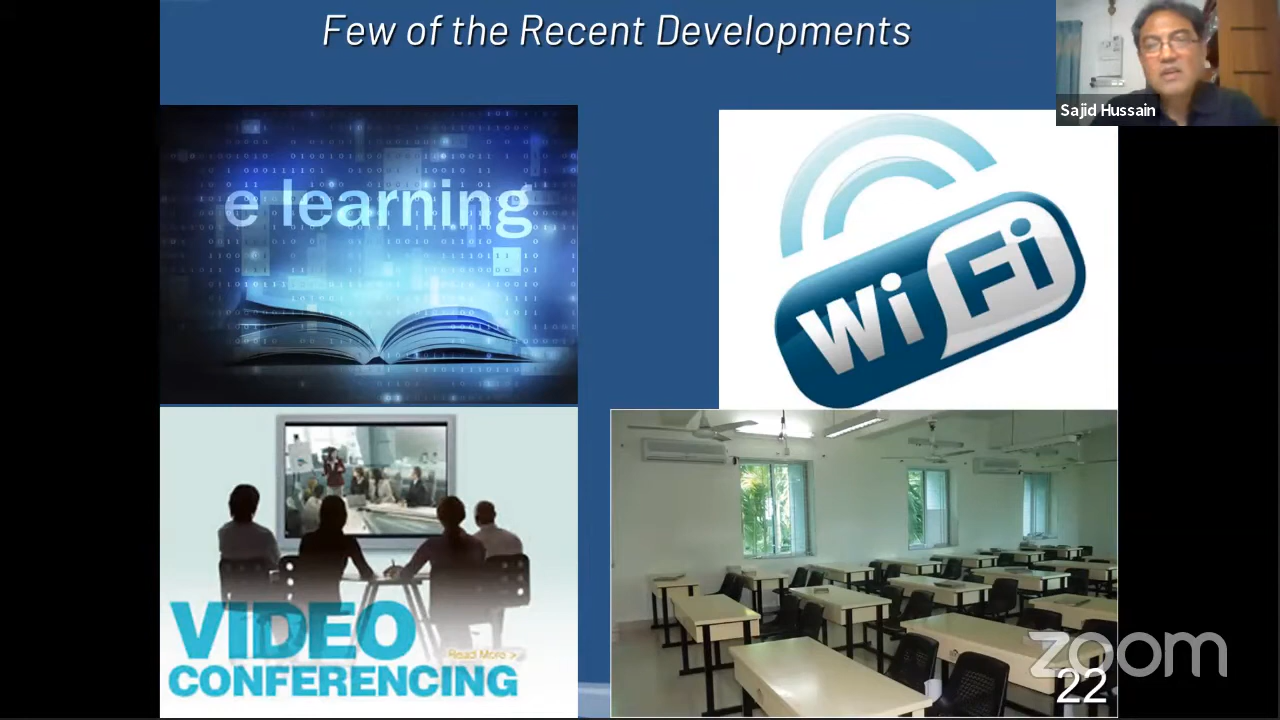 Few of the Recent Developments
Sajid Hussain
e learning
Wi Fi
VIDEO
Read More >
CONFERENCING
zoom
22